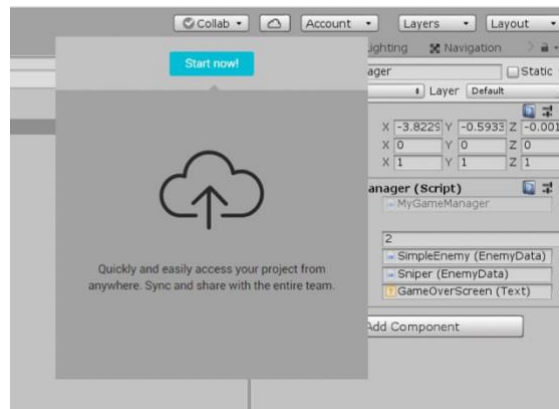 Collab Account Layers Layout
Start now!
ighting Navigation
ager Static
Layer Default
X -3.8229 Y -0.5933 Z -0.001
X 0 Y 0 Z 0
X 1 Y 1 Z 1
anager (Script)
MyGameManager
2
SimpleEnemy (EnemyData)
Sniper (EnemyData)
GameOverScreen (Text)
Quickly and easily access your project from
anywhere. Sync and share with the entire team.
Add Component